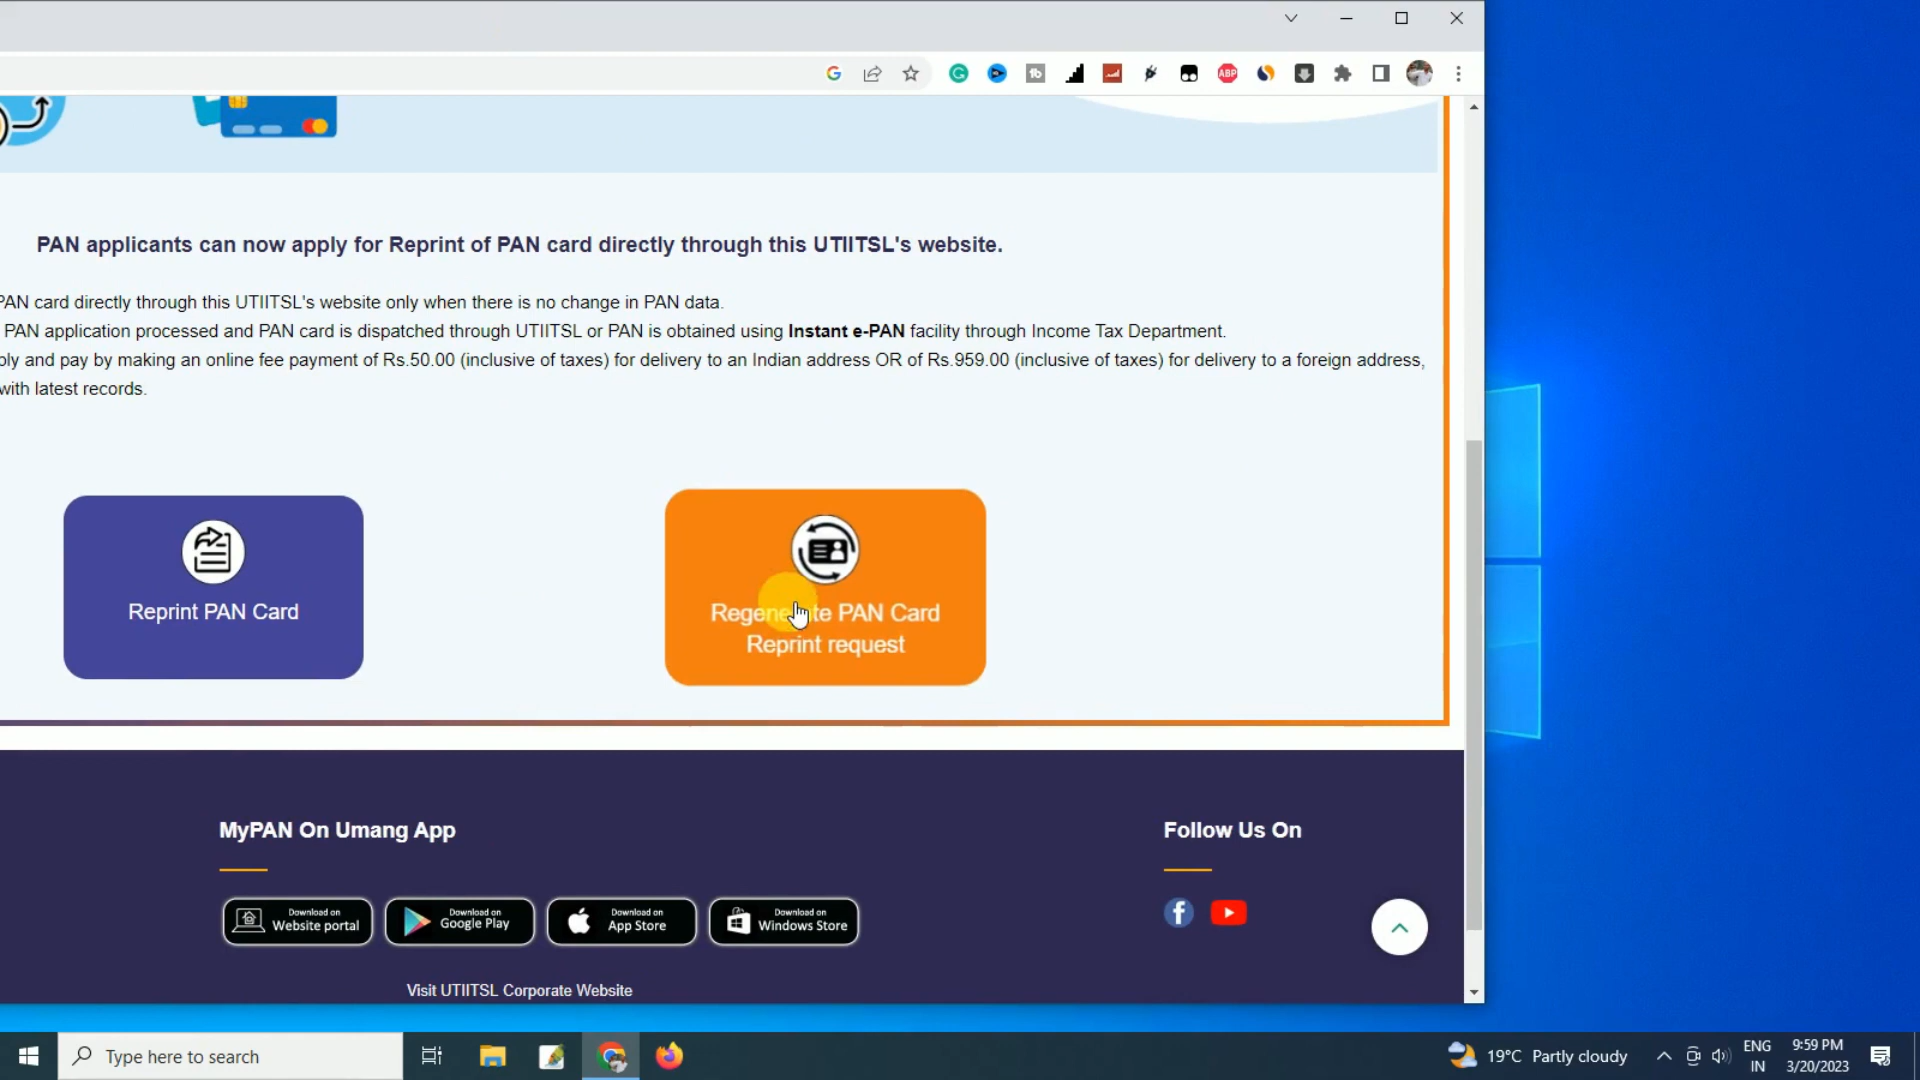 PAN applicants can now apply for Reprint of PAN card directly through this UTIITSL's website.
PAN card directly through this UTIITSL's website only when there is no change in PAN data.
PAN application processed and PAN card is dispatched through UTIITSL or PAN is obtained using Instant e-PAN facility through Income Tax Department.
and pay by making an online fee payment of Rs.50.00 (inclusive of taxes) for delivery to an Indian address OR of Rs.959.00 (inclusive of taxes) for delivery to a foreign address,
with latest records.
Reprint PAN Card
Regenerate PAN Card
Reprint request
MyPAN On Umang App
Follow Us On
Download on
Website portal
Download on
Google Play
Download on
App Store
Download on
Windows Store
Visit UTIITSL Corporate Website
Type here to search
19°C Partly cloudy
ENG
IN
9:59 PM
3/20/2023
ABP